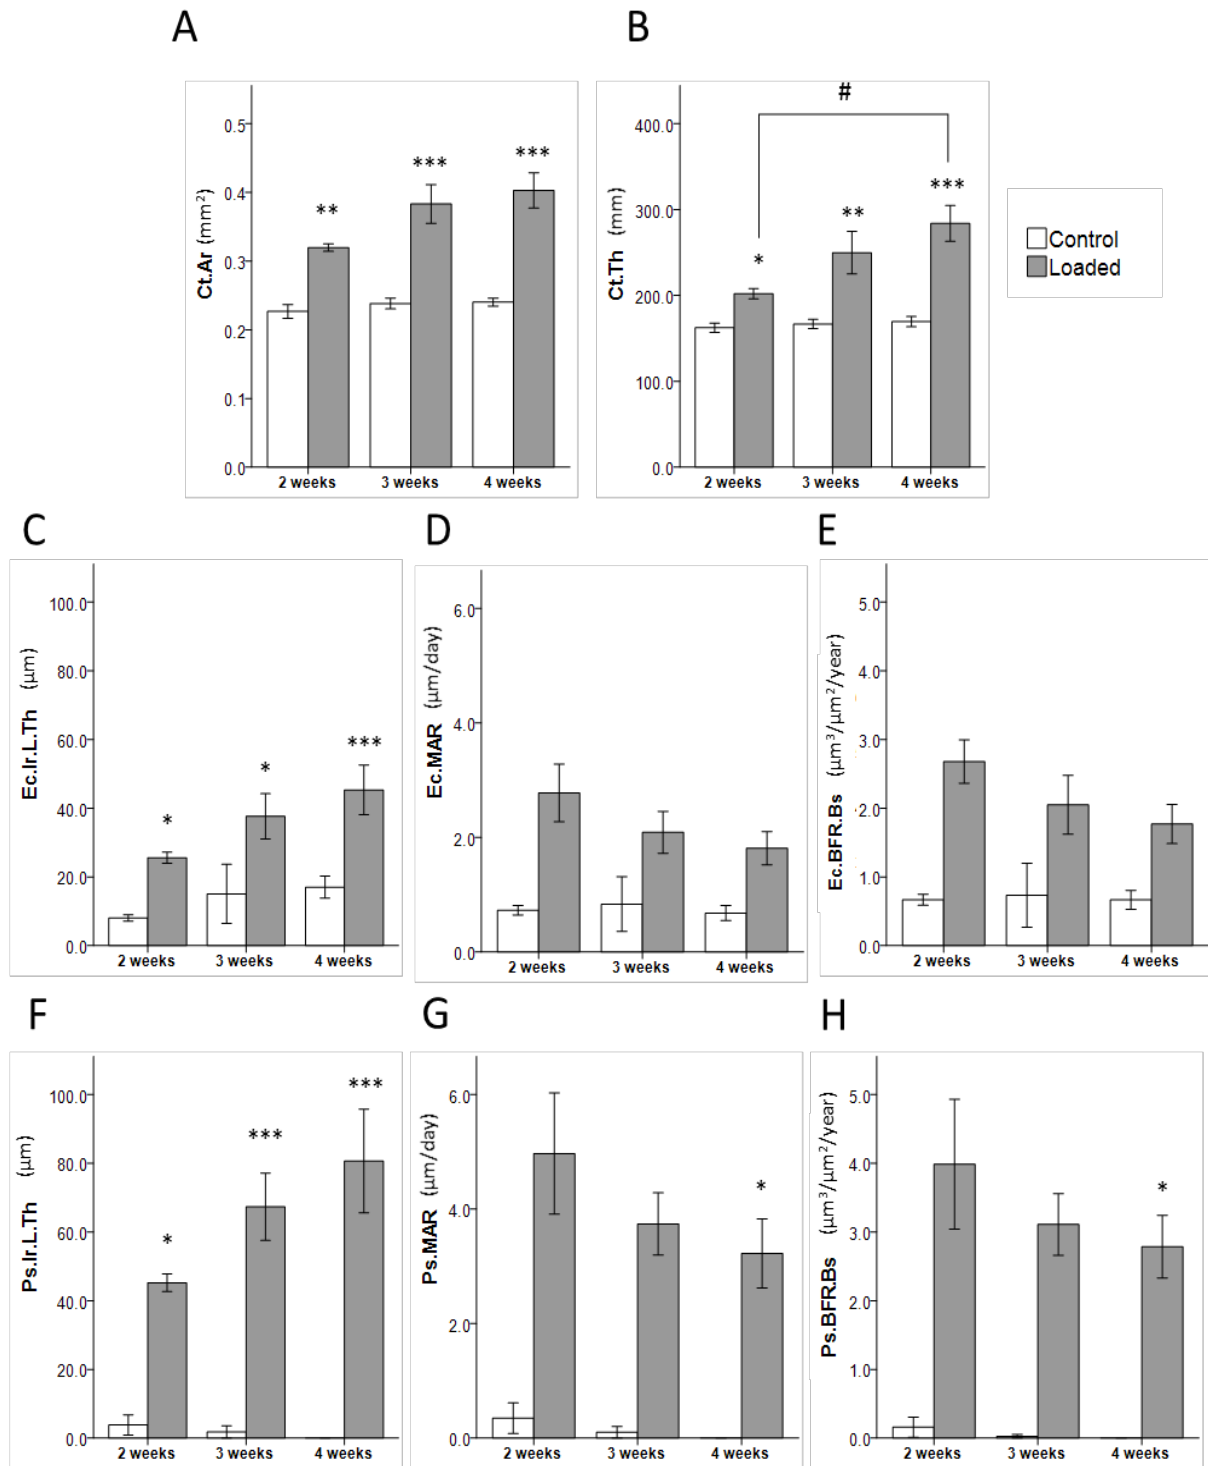 A
B
Ct.Ar (mm²)
0.5
0.4
0.3
0.2
0.1
0.0
**
***
***
2 weeks
3 weeks
4 weeks
Ct.Th (mm)
400.0
300.0
200.0
100.0
0.0
#
*
**
***
2 weeks
3 weeks
4 weeks
Control
Loaded
C
D
E
Ec.Ir.L.Th (µm)
100.0
80.0
60.0
40.0
20.0
0.0
*
*
***
2 weeks
3 weeks
4 weeks
Ec.MAR (µm/day)
6.0
4.0
2.0
0.0
2 weeks
3 weeks
4 weeks
Ec.BFR.Bs (µm³/µm²/year)
5.0
4.0
3.0
2.0
1.0
0.0
2 weeks
3 weeks
4 weeks
F
G
H
Ps.Ir.L.Th (µm)
100.0
80.0
60.0
40.0
20.0
0.0
*
***
***
2 weeks
3 weeks
4 weeks
Ps.MAR (µm/day)
6.0
4.0
2.0
0.0
*
2 weeks
3 weeks
4 weeks
Ps.BFR.Bs (µm³/µm²/year)
5.0
4.0
3.0
2.0
1.0
0.0
*
2 weeks
3 weeks
4 weeks